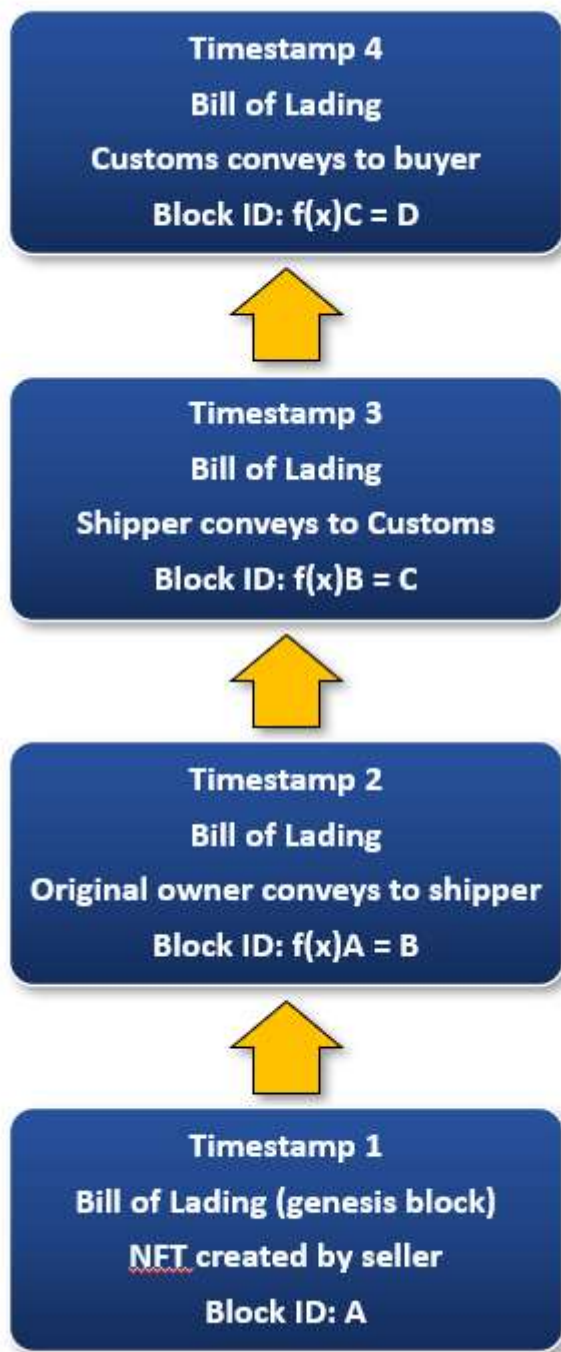 Timestamp 4
Bill of Lading
Customs conveys to buyer
Block ID: f(x)C = D
Timestamp 3
Bill of Lading
Shipper conveys to Customs
Block ID: f(x)B = C
Timestamp 2
Bill of Lading
Original owner conveys to shipper
Block ID: f(x)A = B
Timestamp 1
Bill of Lading (genesis block)
NFT created by seller
Block ID: A